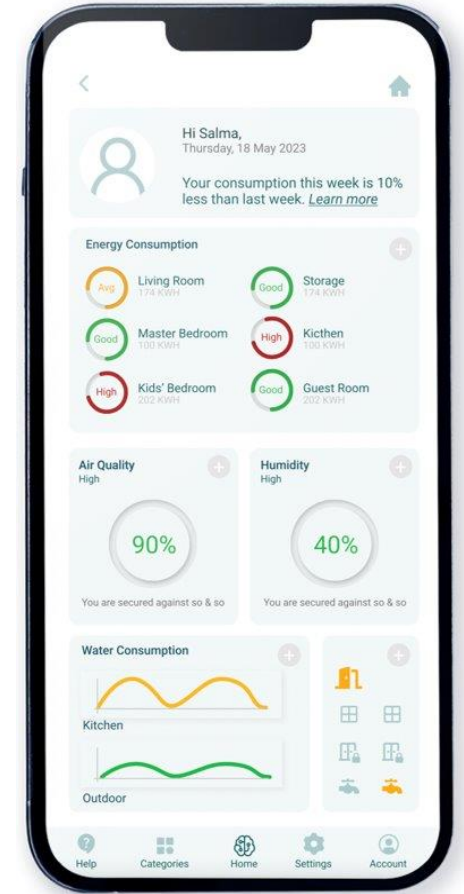 Hi Salma,
Thursday, 18 May 2023
Your consumption this week is 10%
less than last week. Learn more
Energy Consumption
Avg
Living Room
174 KWH
Good
Storage
174 KWH
Good
Master Bedroom
100 KWH
High
Kicthen
100 KWH
High
Kids' Bedroom
202 KWH
Good
Guest Room
202 KWH
Air Quality
High
90%
You are secured against so & so
Humidity
High
40%
You are secured against so & so
Water Consumption
Kitchen
Outdoor
Help
Categories
Home
Settings
Account